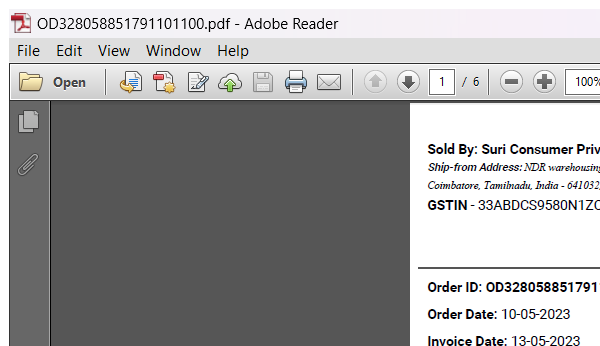 OD328058851791101100.pdf - Adobe Reader
File Edit View Window Help
Open 1 / 6 100%
Sold By: Suri Consumer Priv
Ship-from Address: NDR warehousing
Coimbatore, Tamilnadu, India - 641032,
GSTIN - 33ABDCS9580N1ZO
Order ID: OD328058851791
Order Date: 10-05-2023
Invoice Date: 13-05-2023